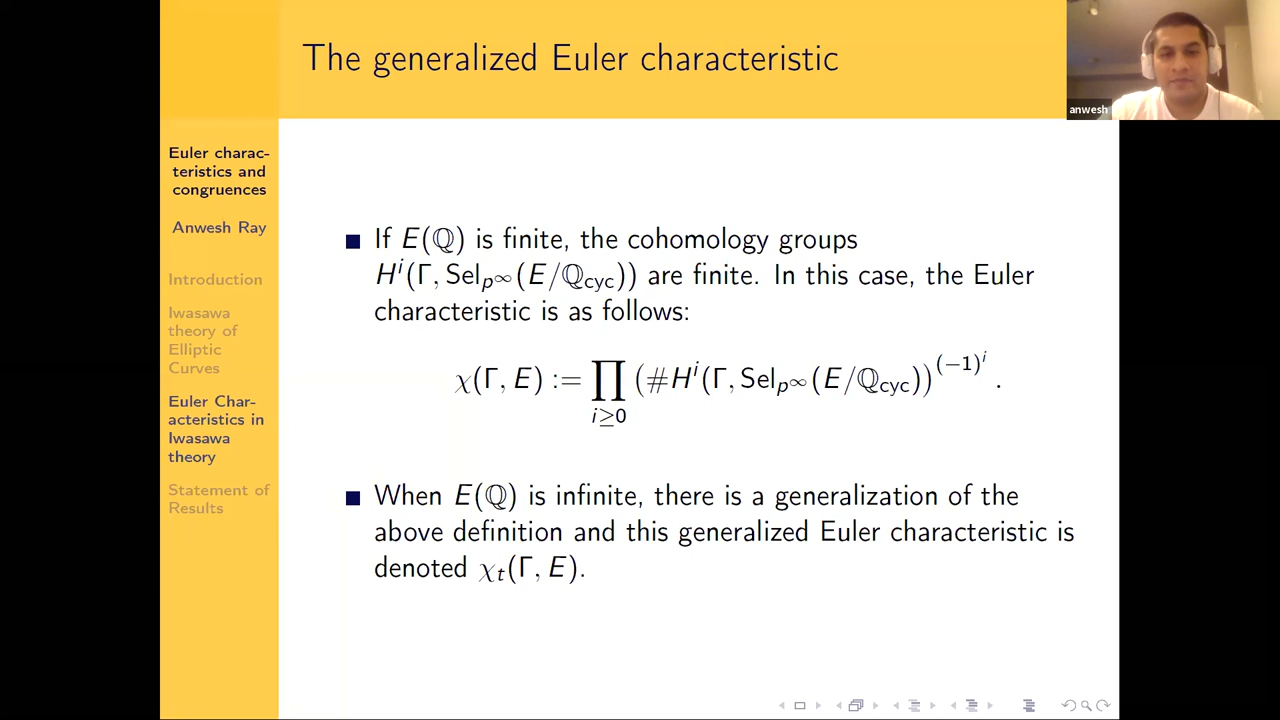 The generalized Euler characteristic
anwesh
Euler charac-
teristics and
congruences
Anwesh Ray
Introduction
Iwasawa
theory of
Elliptic
Curves
Euler Char-
acteristics in
Iwasawa
theory
Statement of
Results
If E(ℚ) is finite, the cohomology groups
Hⁱ(Γ, Sel_{p^∞}(E/ℚ_cyc)) are finite. In this case, the Euler
characteristic is as follows:
χ(Γ, E) := ∏_{i≥0} (#Hⁱ(Γ, Sel_{p^∞}(E/ℚ_cyc))^{(-1)^i}.
When E(ℚ) is infinite, there is a generalization of the
above definition and this generalized Euler characteristic is
denoted χ_t(Γ, E).